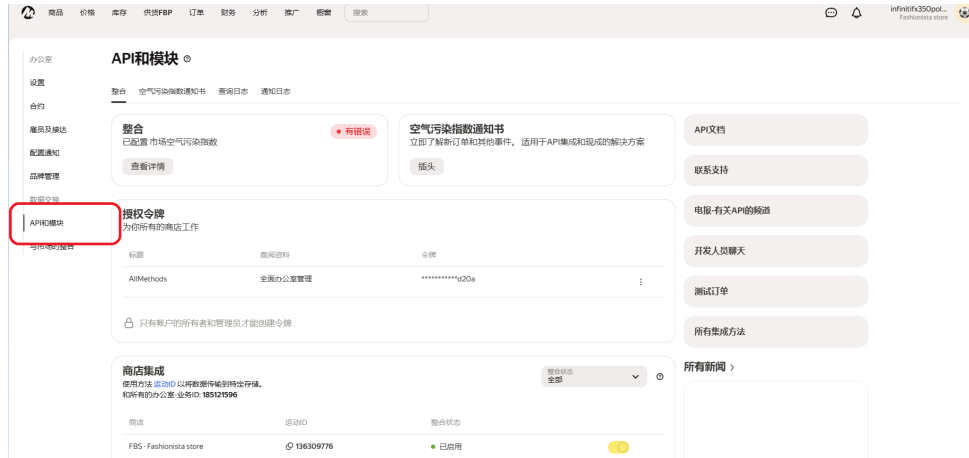 商品 价格 库存 供货FBP 订单 财务 分析 推广 橱窗 搜索
infinitifx350pol...
Fashionista store
办公室
设置
合约
雇员及接达
配置通知
品牌管理
数据交换
API和模块
与市场的整合
API和模块
整合 空气污染指数通知书 查询日志 通知日志
整合
有错误
已配置 市场空气污染指数
查看详情
空气污染指数通知书
立即了解新订单和其他事件。 适用于API集成和现成的解决方案
插头
授权令牌
为你所有的商店工作
标题 查阅资料 令牌
AllMethods 全面办公室管理 ***********d20a
只有帐户的所有者和管理员才能创建令牌
商店集成
使用方法 运动ID 以将数据传输到特定存储。
和所有的办公室·业务ID: 185121596
整合状态
全部
商店 运动ID 整合状态
FBS · Fashionista store 136309776 已启用
API文档
联系支持
电报-有关API的频道
开发人员聊天
测试订单
所有集成方法
所有新闻